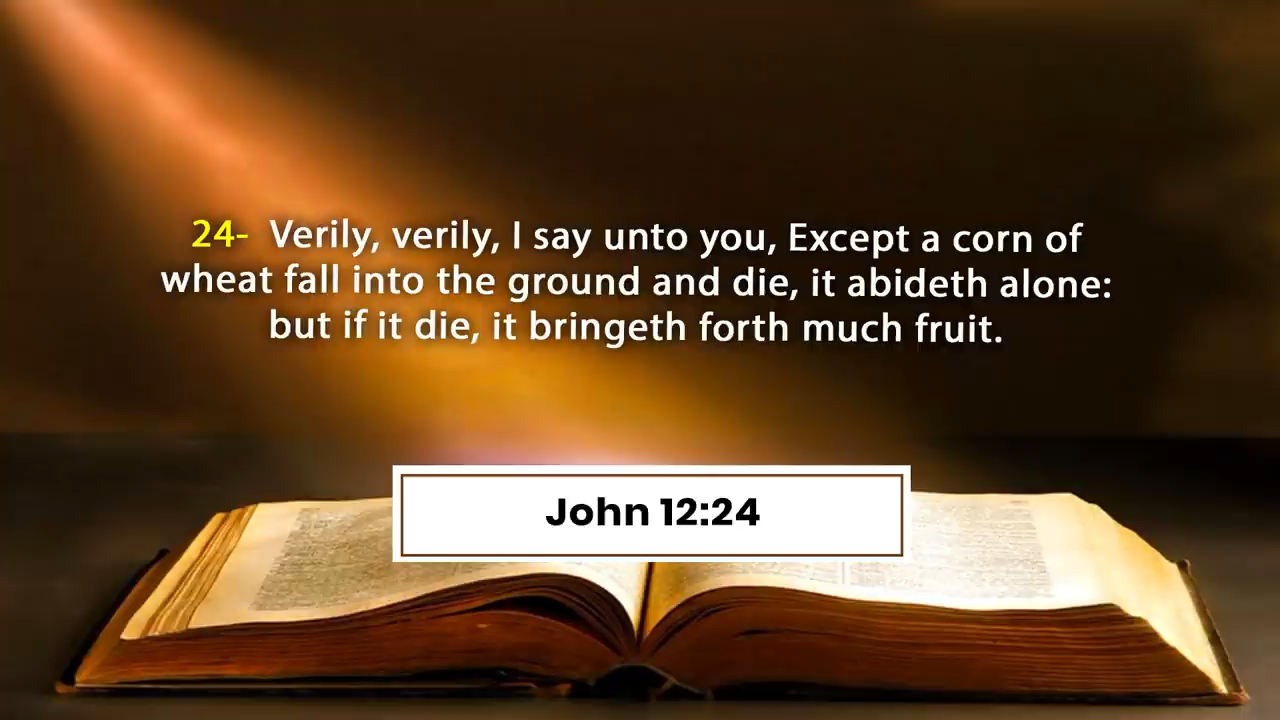 24- Verily, verily, I say unto you, Except a corn of
wheat fall into the ground and die, it abideth alone:
but if it die, it bringeth forth much fruit.
John 12:24